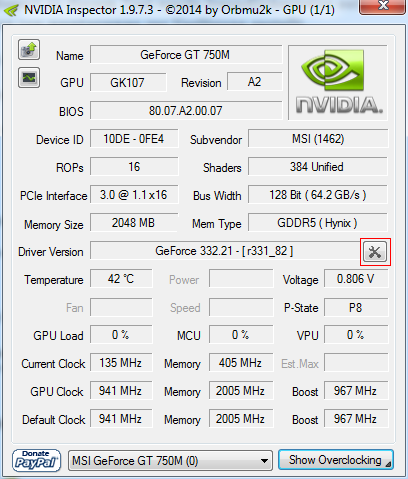 NVIDIA Inspector 1.9.7.3 - ©2014 by Orbmu2k - GPU (1/1)
Name GeForce GT 750M
GPU GK107 Revision A2
NVIDIA.
BIOS 80.07.A2.00.07
Device ID 10DE - 0FE4 Subvendor MSI (1462)
ROPs 16 Shaders 384 Unified
PCIe Interface 3.0 @ 1.1 x16 Bus Width 128 Bit ( 64.2 GB/s )
Memory Size 2048 MB Mem Type GDDR5 ( Hynix )
Driver Version GeForce 332.21 - [ r331_82 ]
Temperature 42 °C Power Voltage 0.806 V
Fan Speed P-State P8
GPU Load 0 % MCU 0 % VPU 0 %
Current Clock 135 MHz Memory 405 MHz Est.Max
GPU Clock 941 MHz Memory 2005 MHz Boost 967 MHz
Default Clock 941 MHz Memory 2005 MHz Boost 967 MHz
Donate
PayPal MSI GeForce GT 750M (0) Show Overclocking